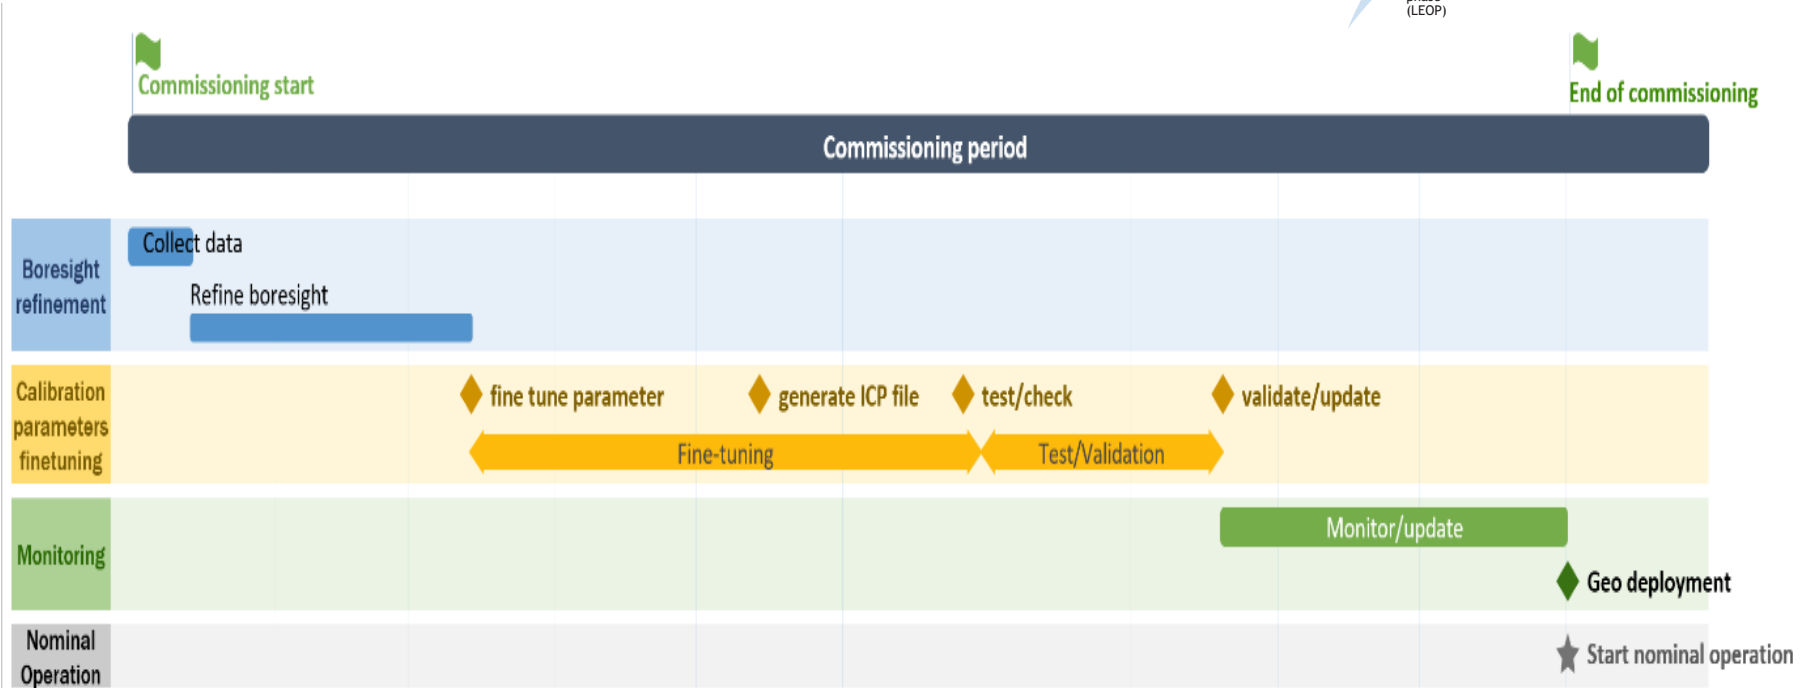 (LEOP)
Commissioning start
End of commissioning
Commissioning period
Boresight
refinement
Collect data
Refine boresight
Calibration
parameters
finetuning
fine tune parameter
generate ICP file
test/check
validate/update
Fine-tuning
Test/Validation
Monitoring
Monitor/update
Geo deployment
Nominal
Operation
Start nominal operation